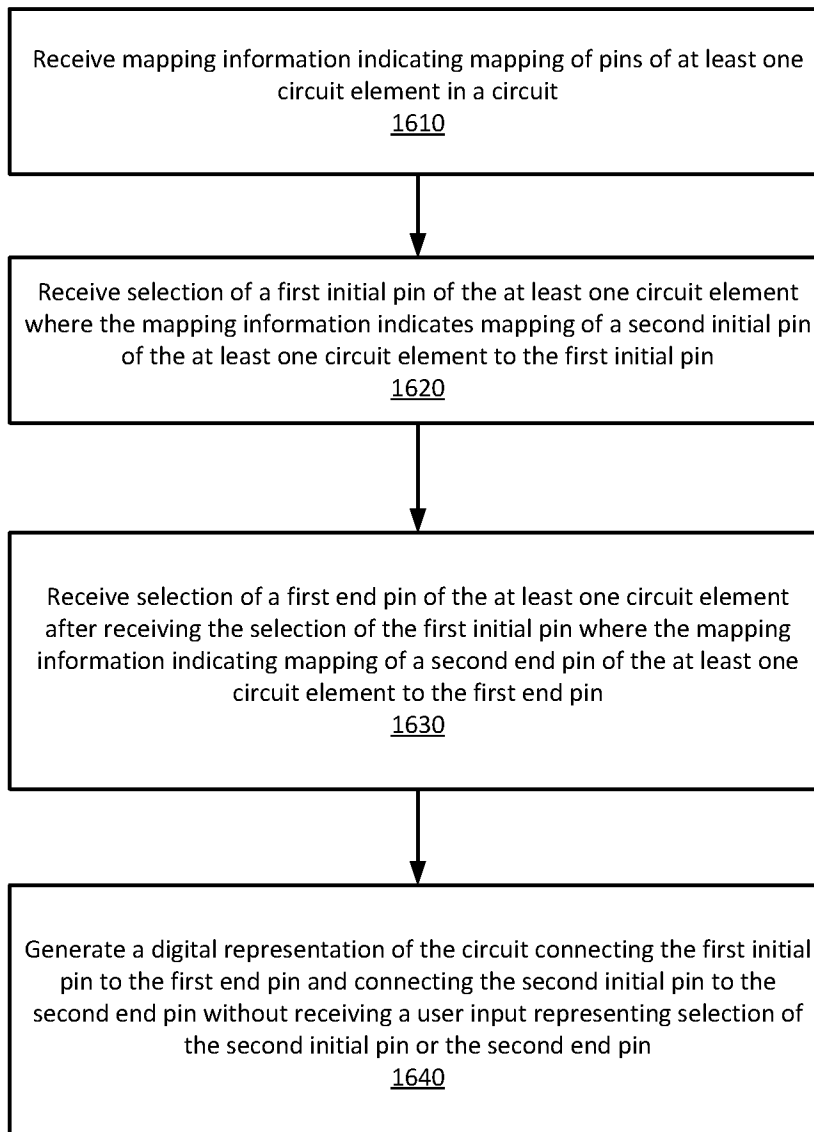 Receive mapping information indicating mapping of pins of at least one
circuit element in a circuit
1610
Receive selection of a first initial pin of the at least one circuit element
where the mapping information indicates mapping of a second initial pin
of the at least one circuit element to the first initial pin
1620
Receive selection of a first end pin of the at least one circuit element
after receiving the selection of the first initial pin where the mapping
information indicating mapping of a second end pin of the at least one
circuit element to the first end pin
1630
Generate a digital representation of the circuit connecting the first initial
pin to the first end pin and connecting the second initial pin to the
second end pin without receiving a user input representing selection of
the second initial pin or the second end pin
1640